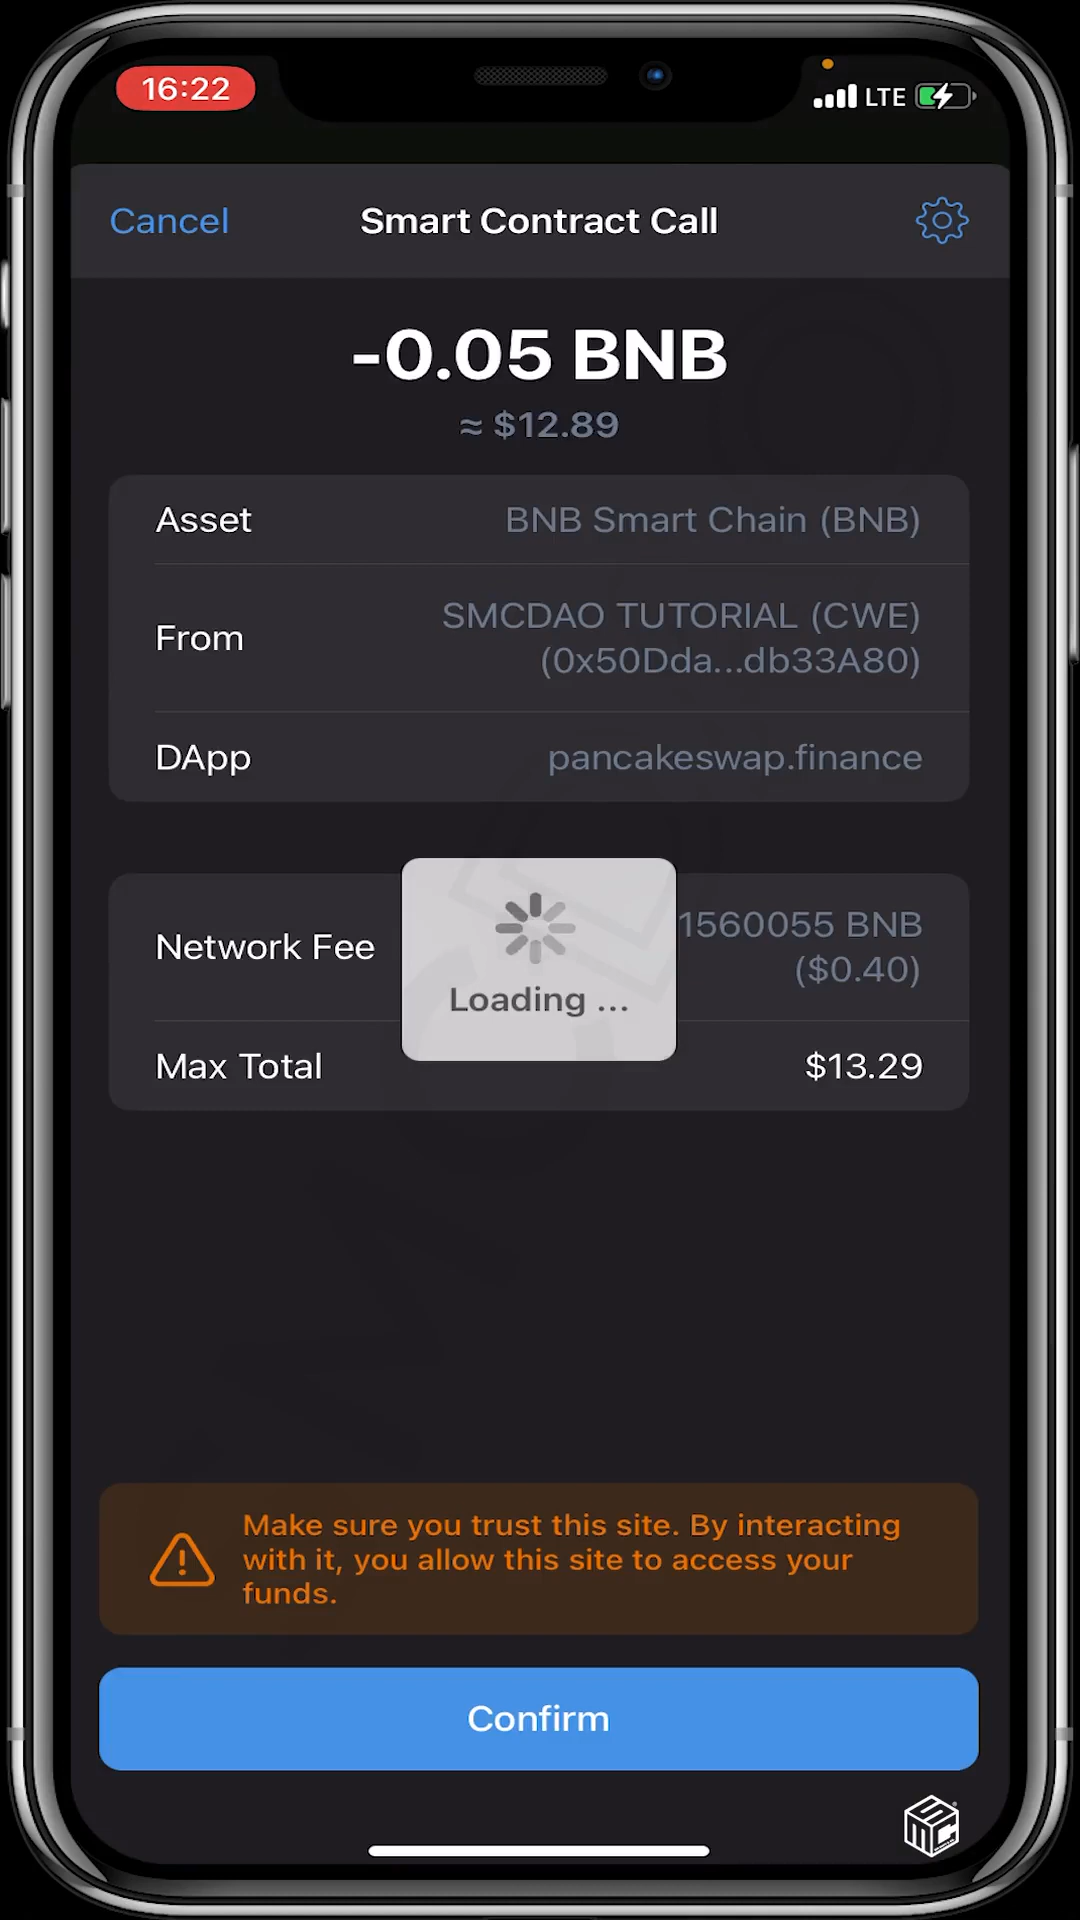 16:22
LTE
Cancel
Smart Contract Call
-0.05 BNB
≈ $12.89
Asset
BNB Smart Chain (BNB)
From
SMCDAO TUTORIAL (CWE)
(0x50Dda...db33A80)
DApp
pancakeswap.finance
Network Fee
1560055 BNB
($0.40)
Loading ...
Max Total
$13.29
Make sure you trust this site. By interacting
with it, you allow this site to access your
funds.
Confirm